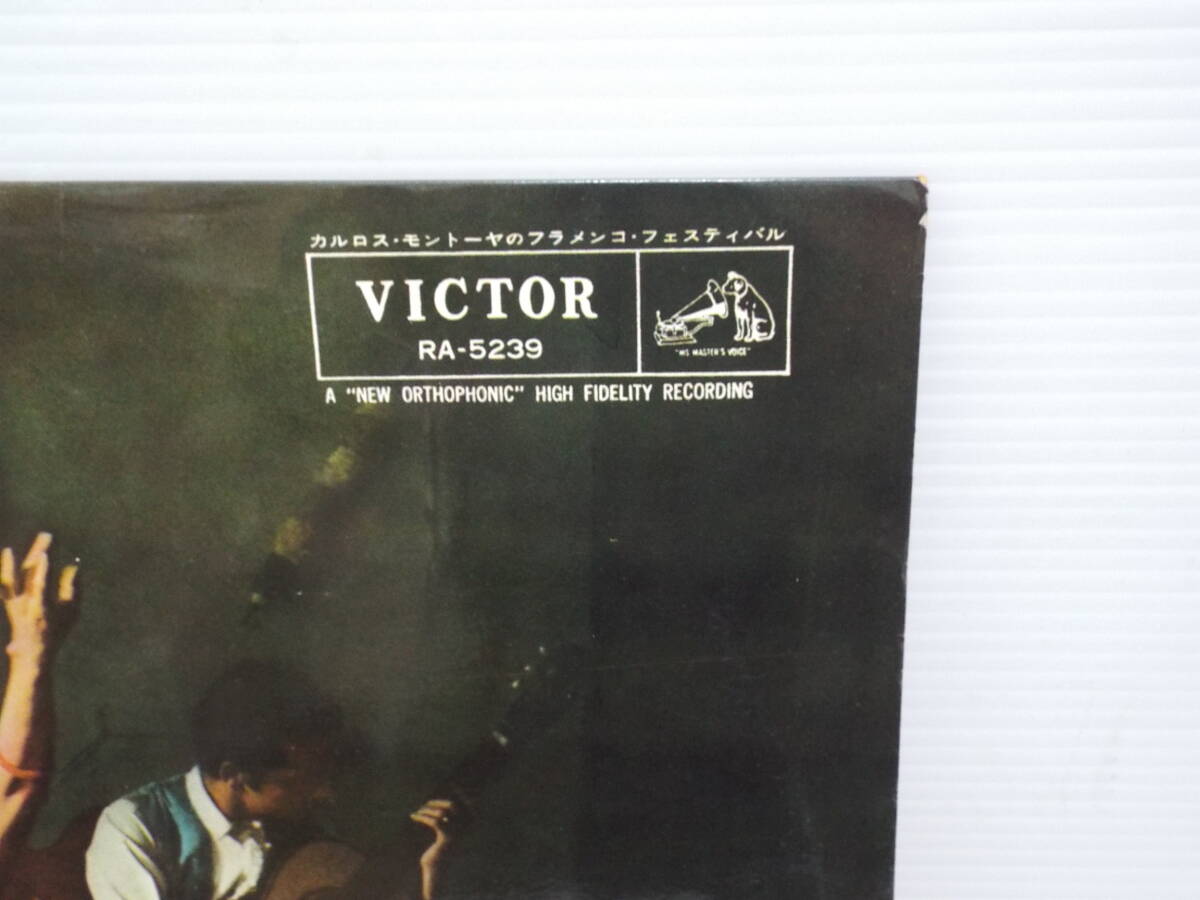 カルロス・モントーヤのフラメンコ・フェスティバル
VICTOR
RA-5239
"HIS MASTER'S VOICE"
A "NEW ORTHOPHONIC" HIGH FIDELITY RECORDING